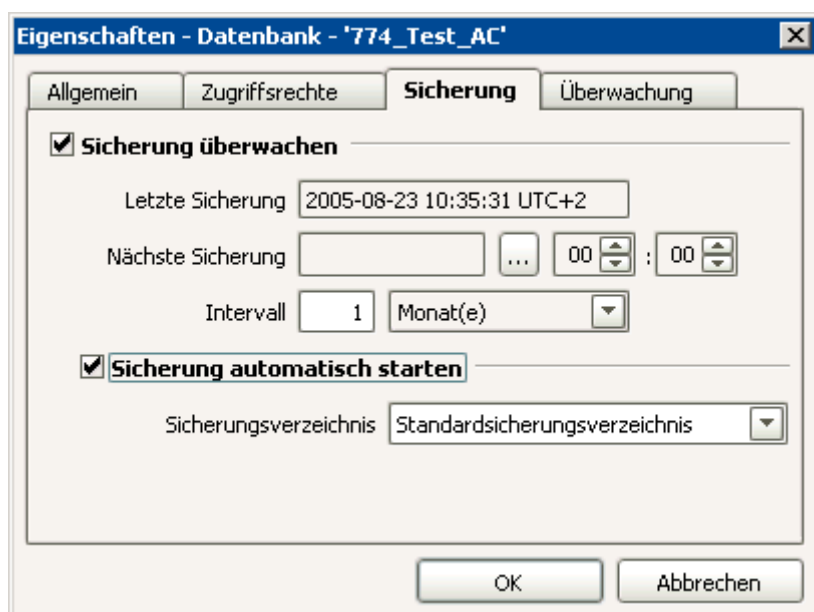 Eigenschaften - Datenbank - '774_Test_AC'
Allgemein Zugriffsrechte Sicherung Überwachung
Sicherung überwachen
Letzte Sicherung 2005-08-23 10:35:31 UTC+2
Nächste Sicherung ... 00 : 00
Intervall 1 Monat(e)
Sicherung automatisch starten
Sicherungsverzeichnis Standardsicherungsverzeichnis
OK Abbrechen